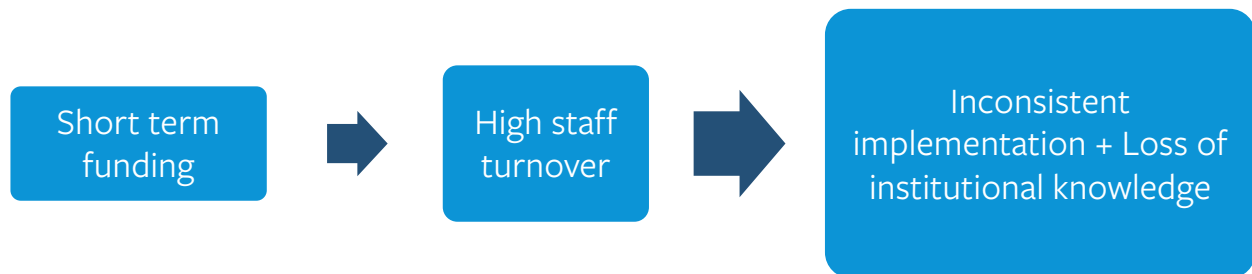 Short term
funding
High staff
turnover
Inconsistent
implementation + Loss of
institutional knowledge